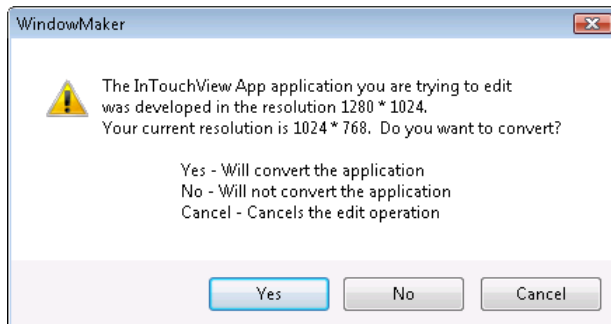 WindowMaker
The InTouchView App application you are trying to edit
was developed in the resolution 1280 * 1024.
Your current resolution is 1024 * 768.  Do you want to convert?
Yes - Will convert the application
No - Will not convert the application
Cancel - Cancels the edit operation
Yes No Cancel